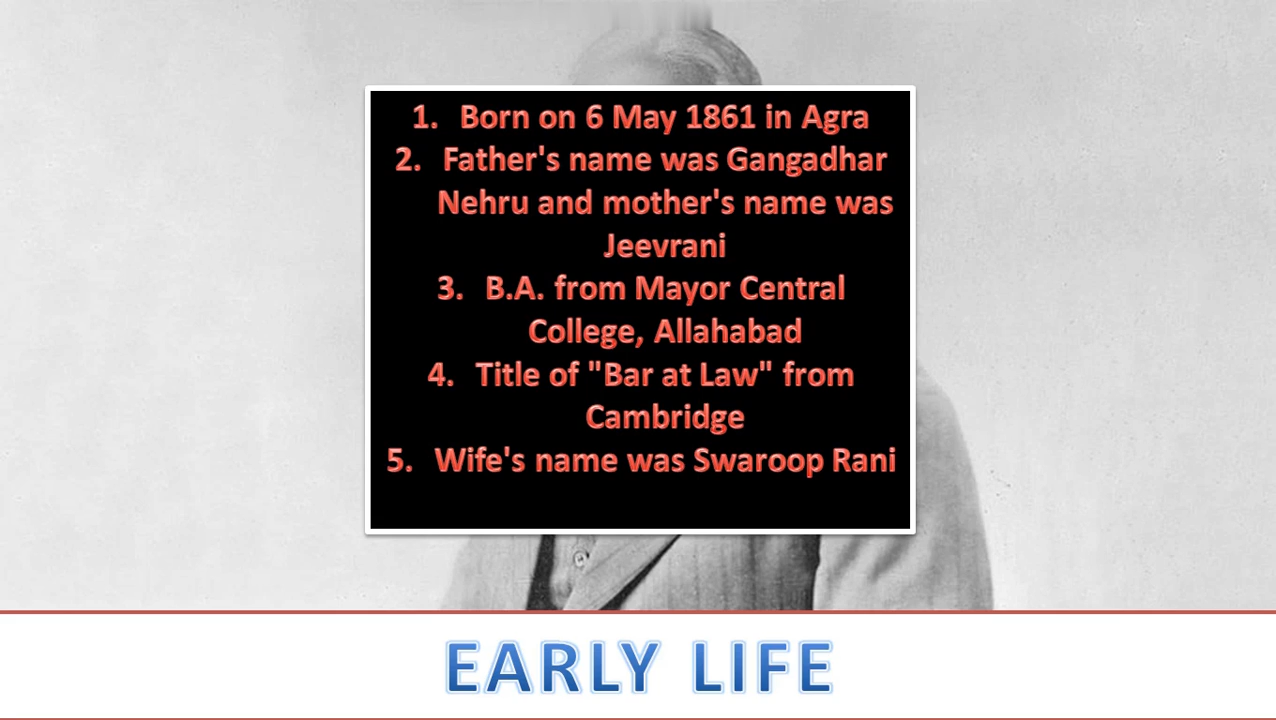 1. Born on 6 May 1861 in Agra
2. Father's name was Gangadhar
Nehru and mother's name was
Jeevrani
3. B.A. from Mayor Central
College, Allahabad
4. Title of "Bar at Law" from
Cambridge
5. Wife's name was Swaroop Rani
EARLY LIFE